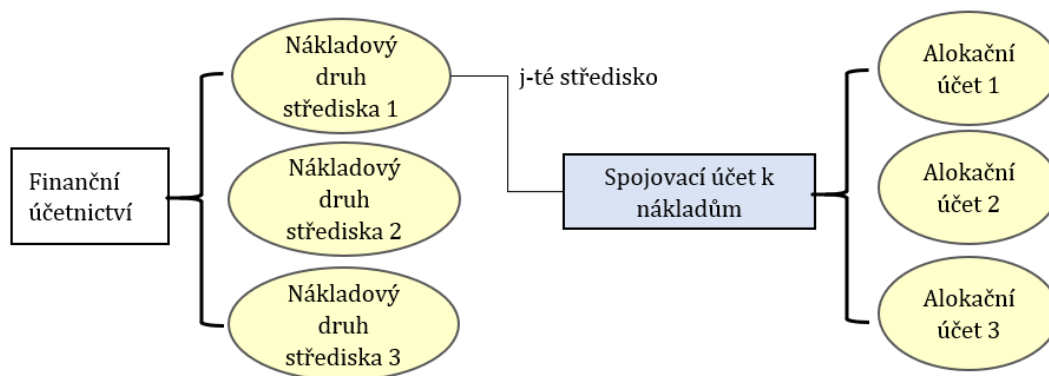 Finanční
účetnictví
Nákladový
druh
střediska 1
Nákladový
druh
střediska 2
Nákladový
druh
střediska 3
j-té středisko
Spojovací účet k
nákladům
Alokační
účet 1
Alokační
účet 2
Alokační
účet 3